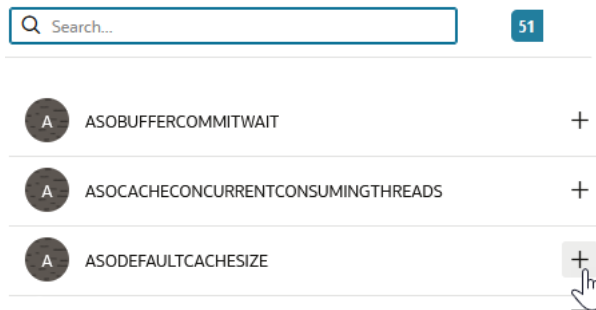 Search...
51
A ASOBUFFERCOMMITWAIT
A ASOCACHECONCURRENTCONSUMINGTHREADS
A ASODEFAULTCACHESIZE